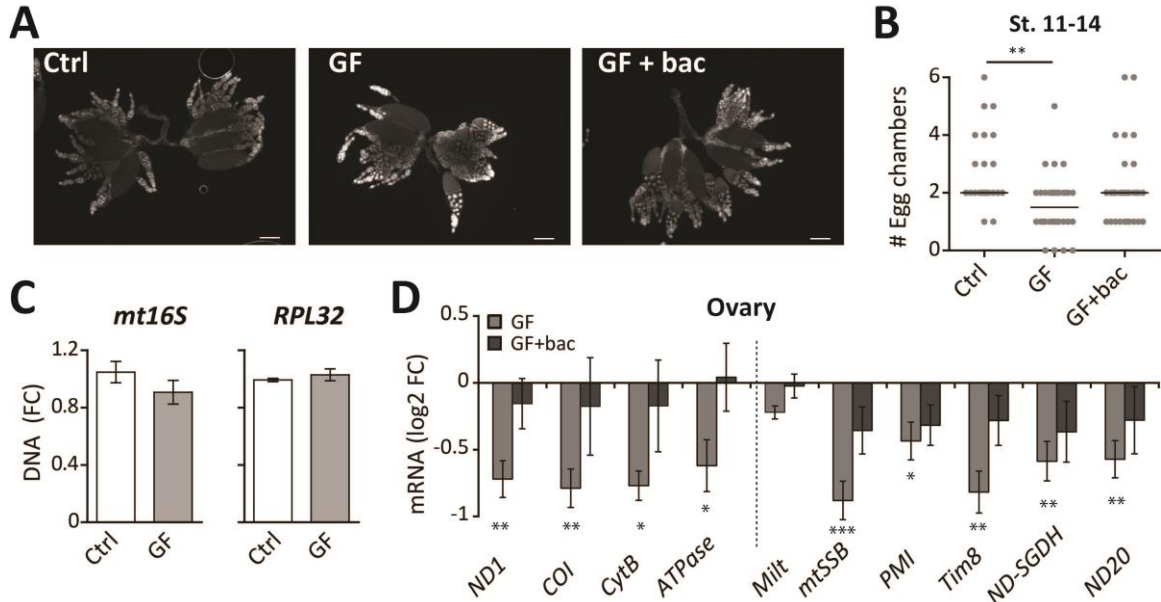 A
Ctrl
GF
GF + bac
B
St. 11-14
**
# Egg chambers
6
4
2
0
Ctrl
GF
GF+bac
C
mt16S
RPL32
DNA (FC)
1.2
0.8
0.4
0
Ctrl
GF
Ctrl
GF
D
Ovary
GF
GF+bac
mRNA (log2 FC)
0.5
0
-0.5
-1
** ** * * *** * ** ** **
ND1
COI
CytB
ATPase
Milt
mtSSB
PMI
Tim8
ND-SGDH
ND20